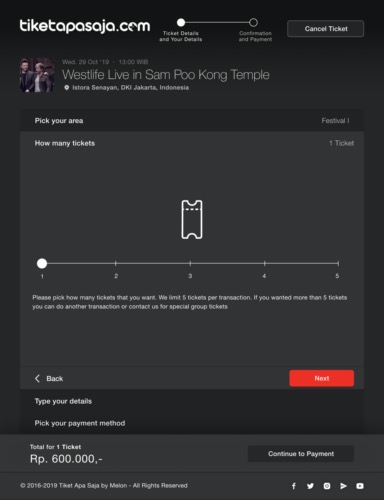 tiketapasaja.com
Ticket Details
and Your Details
Confirmation
and Payment
Cancel Ticket
Wed, 29 Oct '19 · 13:00 WIB
Westlife Live in Sam Poo Kong Temple
Istora Senayan, DKI Jakarta, Indonesia
Pick your area
Festival I
How many tickets
1 Ticket
1 2 3 4 5
Please pick how many tickets that you want. We limit 5 tickets per transaction. If you wanted more than 5 tickets
you can do another transaction or contact us for special group tickets
Back
Next
Type your details
Pick your payment method
Total for 1 Ticket
Rp. 600.000,-
Continue to Payment
© 2016-2019 Tiket Apa Saja by Melon - All Rights Reserved